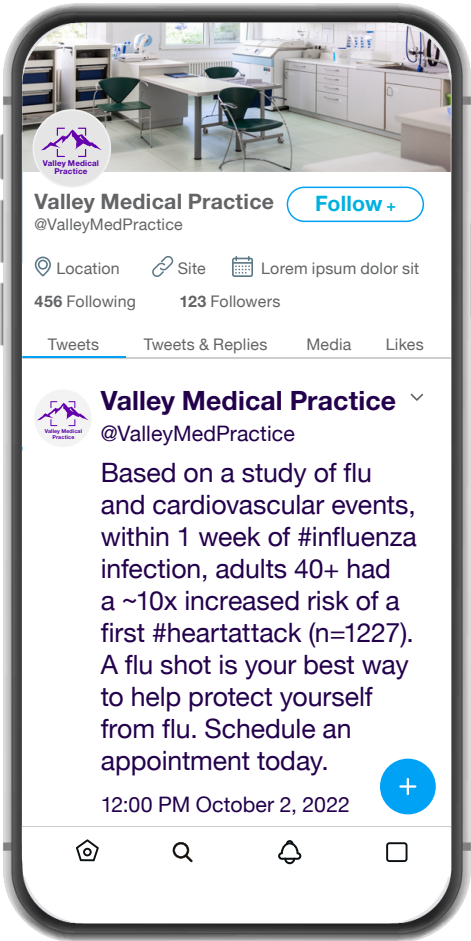 Valley Medical
Practice
Valley Medical Practice
Follow +
@ValleyMedPractice
Location Site Lorem ipsum dolor sit
456 Following 123 Followers
Tweets Tweets & Replies Media Likes
Valley Medical Practice
Valley Medical
Practice
@ValleyMedPractice
Based on a study of flu
and cardiovascular events,
within 1 week of #influenza
infection, adults 40+ had
a ~10x increased risk of a
first #heartattack (n=1227).
A flu shot is your best way
to help protect yourself
from flu. Schedule an
appointment today.
12:00 PM October 2, 2022
+